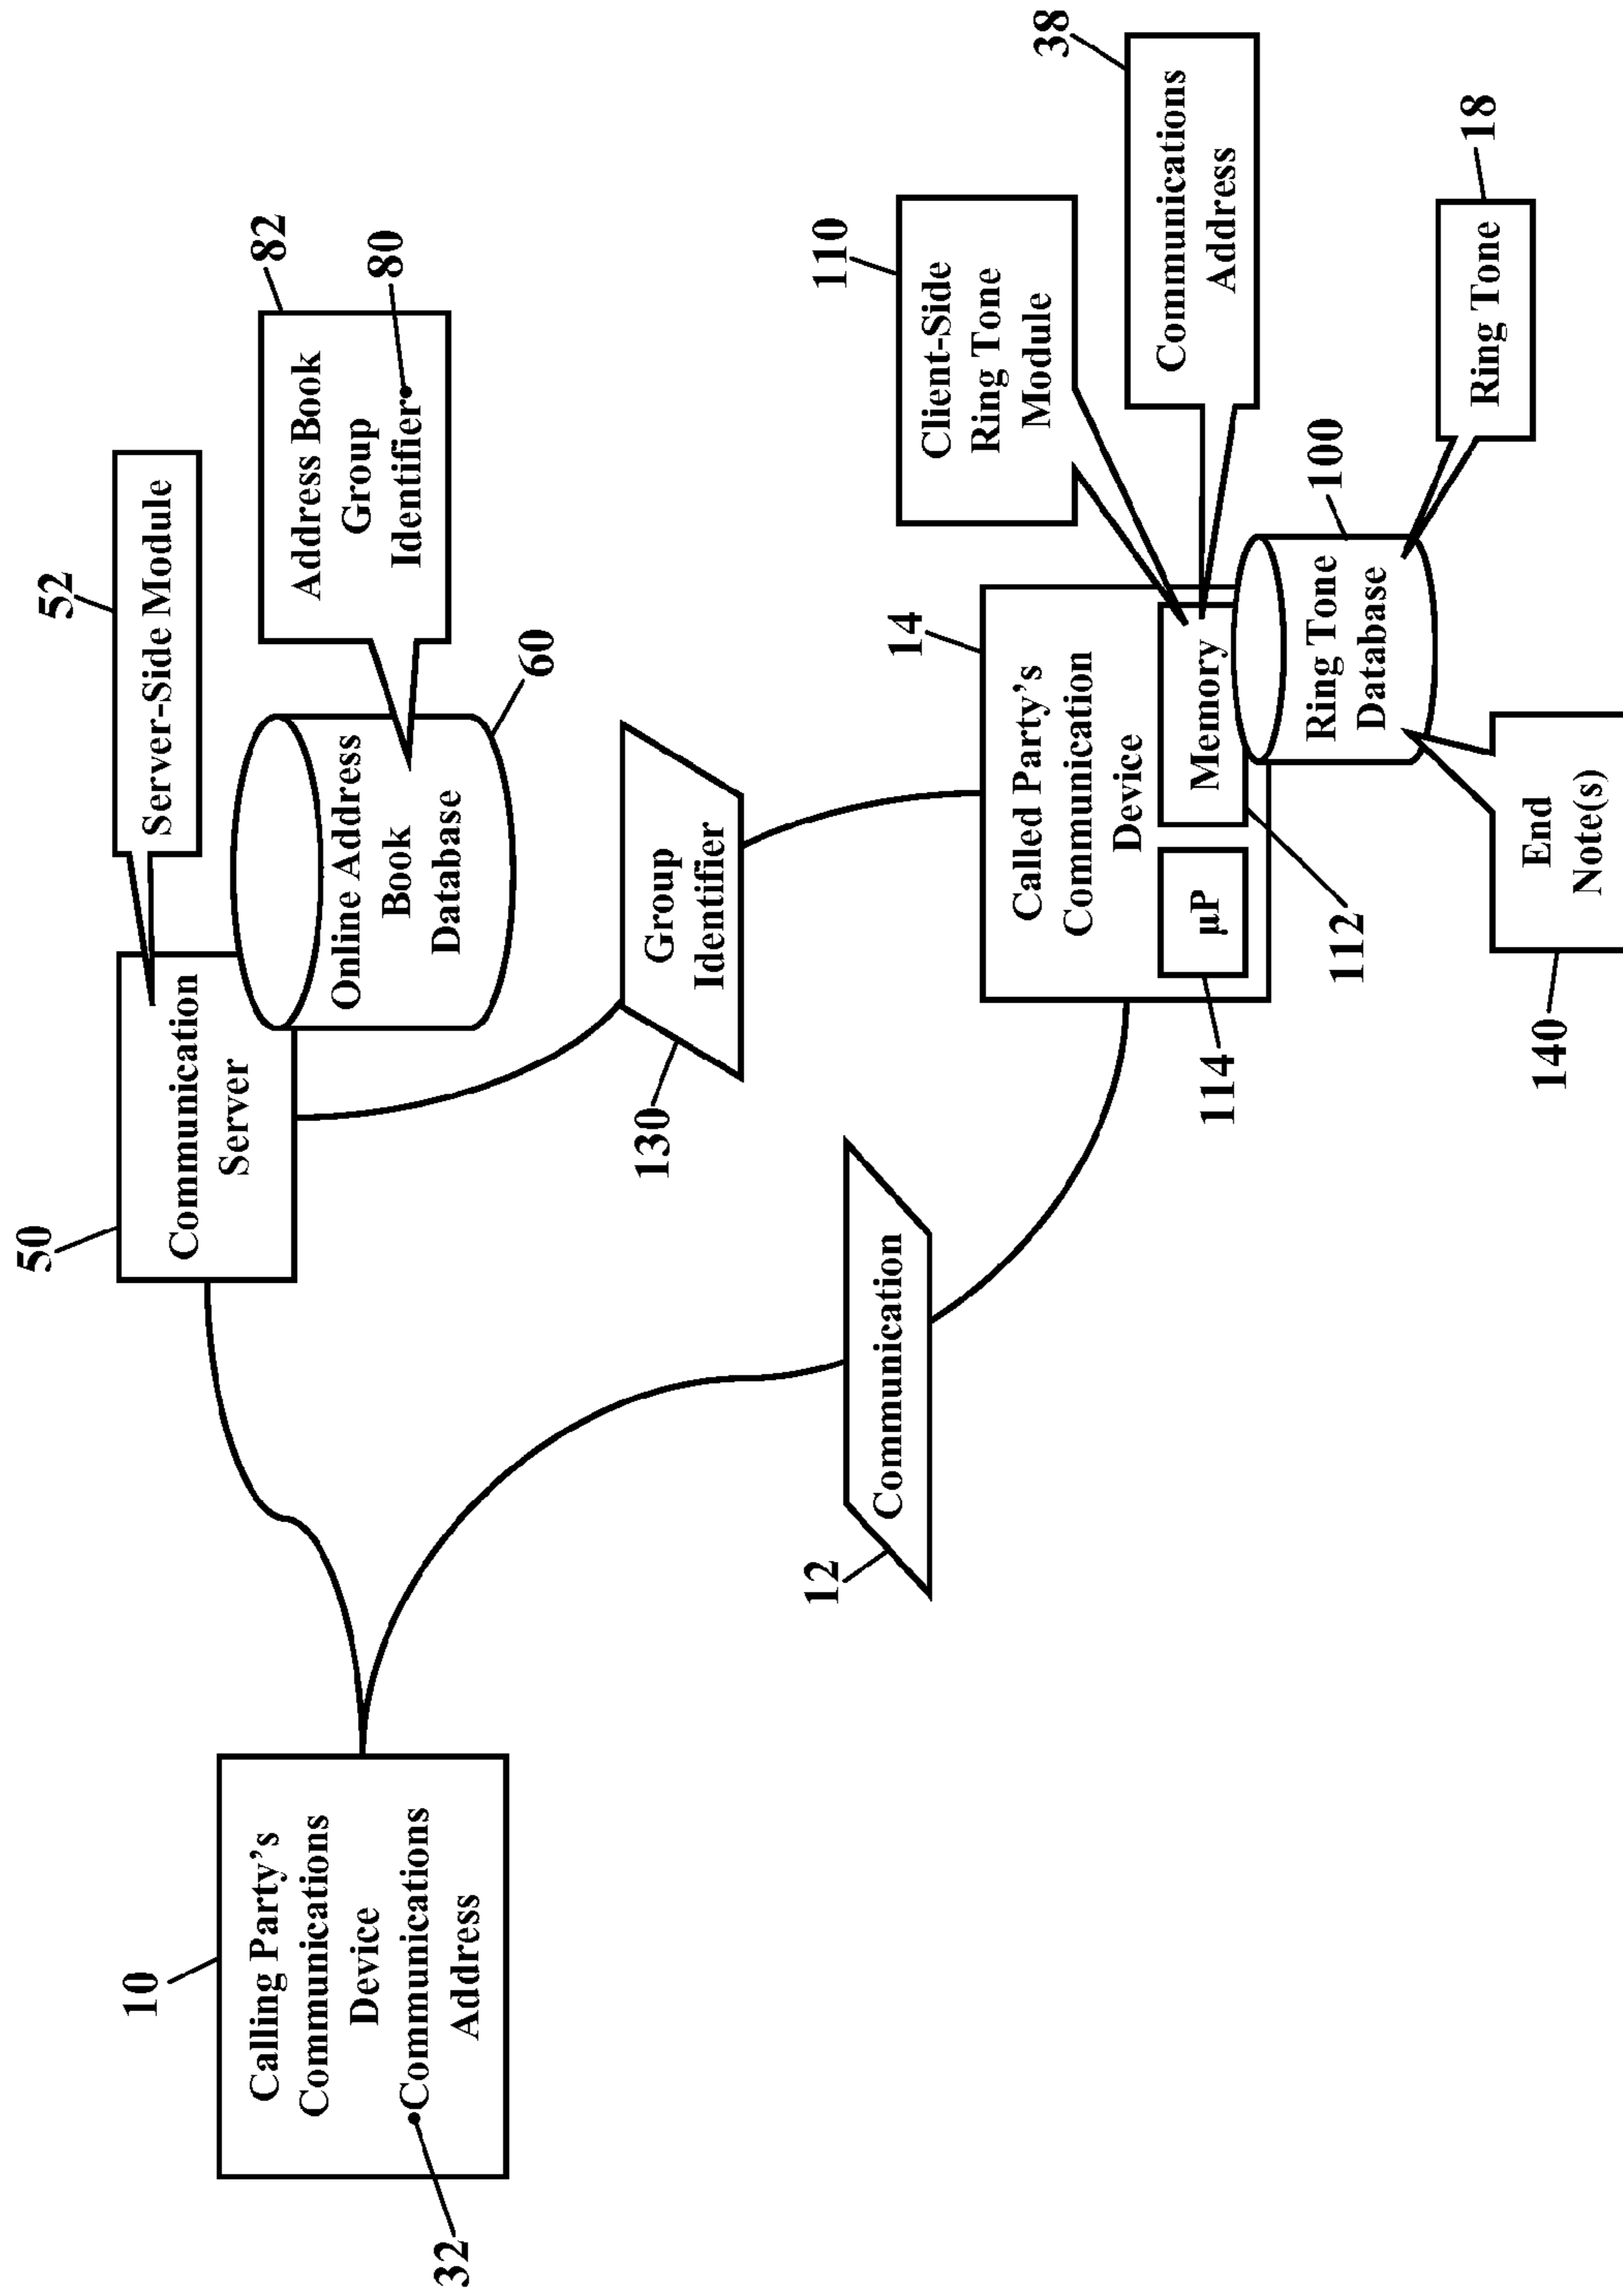 52
Server-Side Module
50
Communication
Server
Online Address
Book
Database
60
82
80
Address Book
Group
Identifier
10
Calling Party's
Communications
Device
Communications
Address
32
130
Group
Identifier
12
Communication
14
Called Party's
Communication
Device
µP
Memory
114
112
110
Client-Side
Ring Tone
Module
38
Communications
Address
100
Ring Tone
Database
18
Ring Tone
140
End
Note(s)